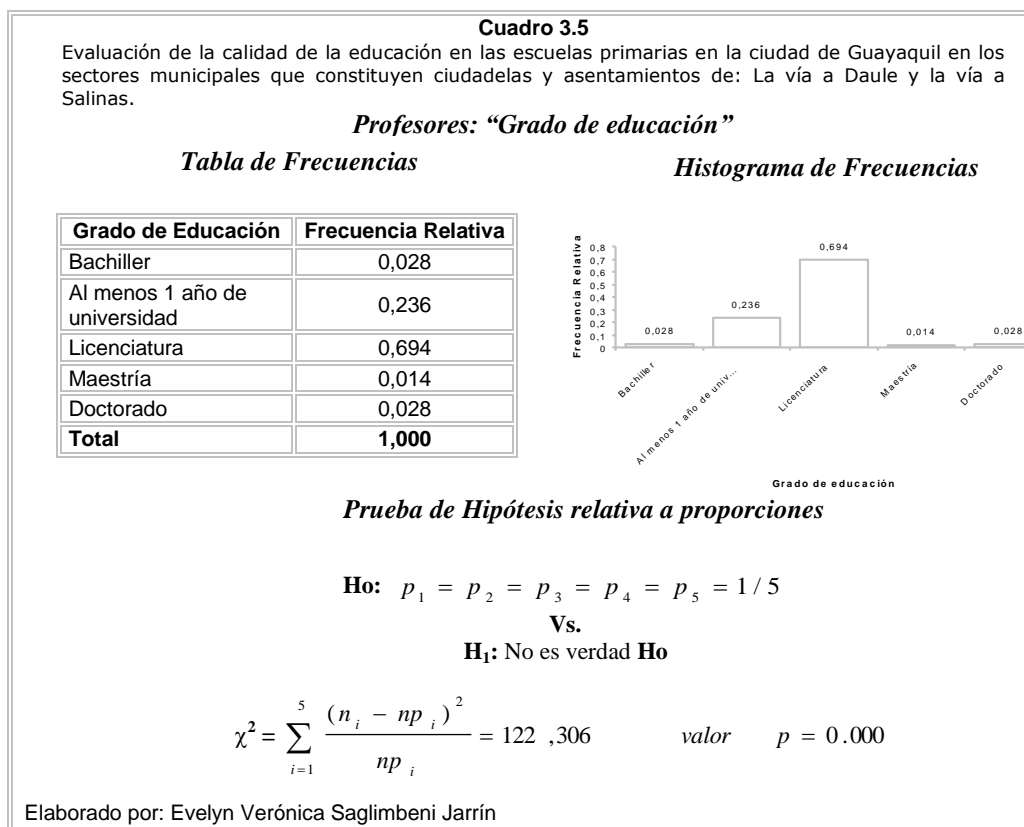 Cuadro 3.5
Evaluación de la calidad de la educación en las escuelas primarias en la ciudad de Guayaquil en los
sectores municipales que constituyen ciudadelas y asentamientos de: La vía a Daule y la vía a
Salinas.
Profesores: “Grado de educación”
Tabla de Frecuencias
Grado de Educación Frecuencia Relativa
Bachiller 0,028
Al menos 1 año de
universidad 0,236
Licenciatura 0,694
Maestría 0,014
Doctorado 0,028
Total 1,000
Histograma de Frecuencias
Frecuencia Relativa
0,8
0,7
0,6
0,5
0,4
0,3
0,2
0,1
0
0,028
0,236
0,694
0,014
0,028
Bachiller
Al menos 1 año de univ...
Licenciatura
Maestría
Doctorado
Grado de educación
Prueba de Hipótesis relativa a proporciones
Ho: p₁ = p₂ = p₃ = p₄ = p₅ = 1 / 5
Vs.
H₁: No es verdad Ho
χ² = ∑ᵢ₌₁⁵ (nᵢ − npᵢ)² / npᵢ = 122 ,306 valor p = 0.000
Elaborado por: Evelyn Verónica Saglimbeni Jarrín